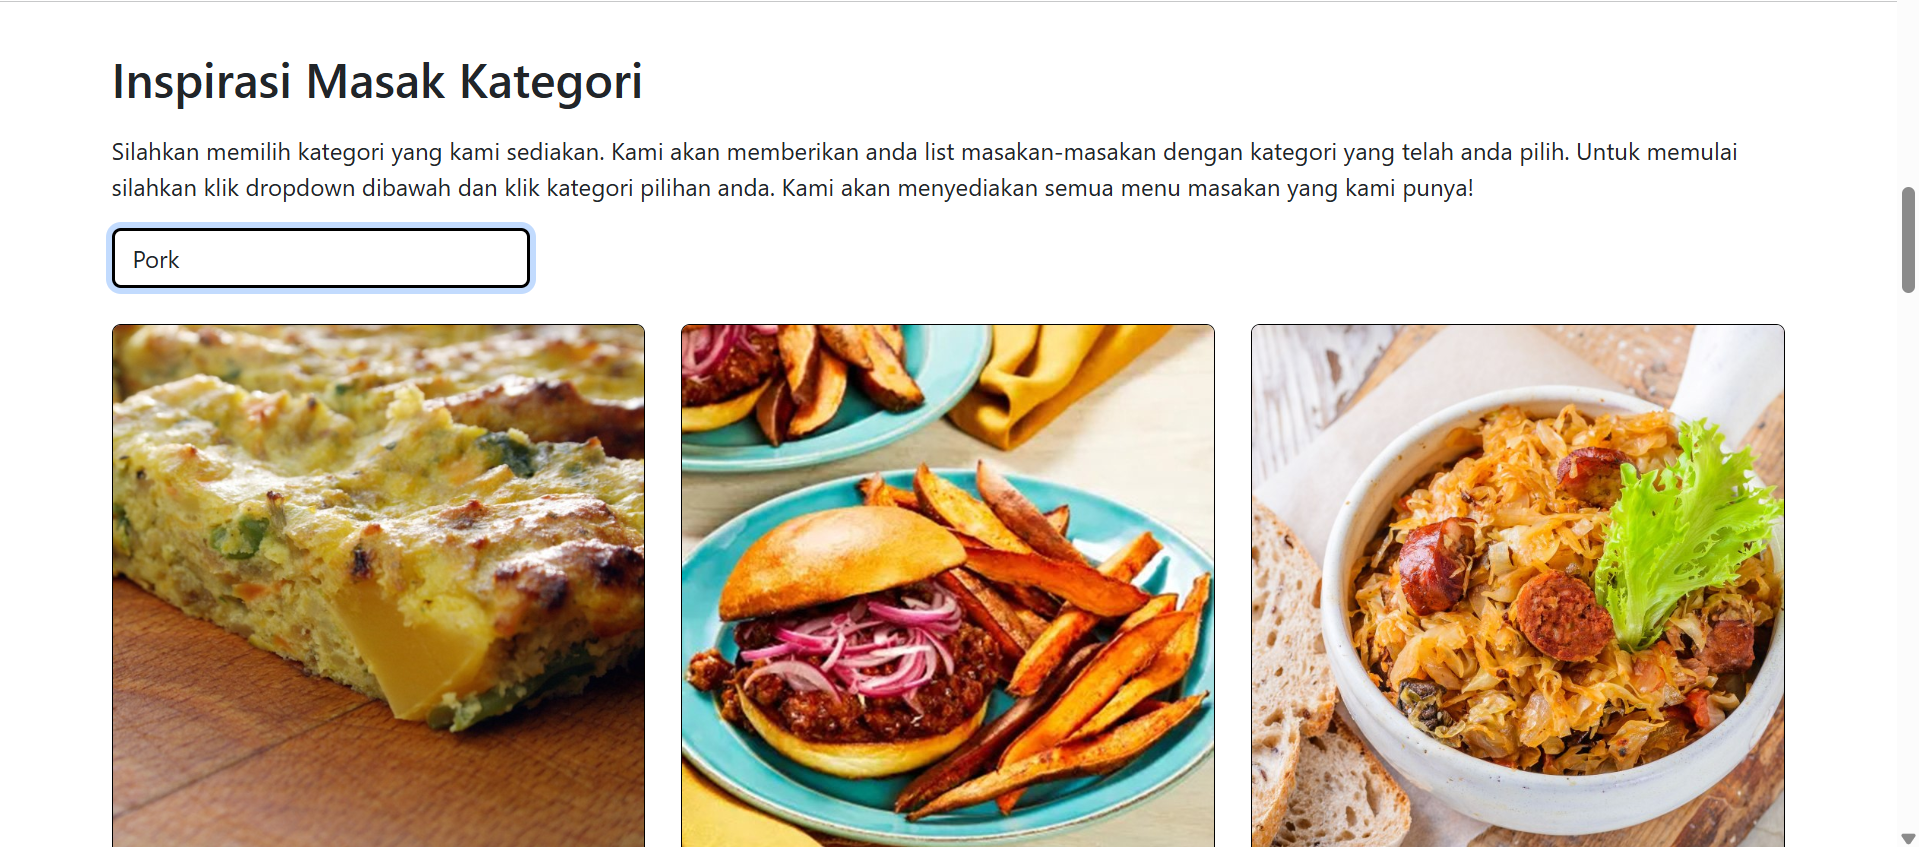 Inspirasi Masak Kategori
Silahkan memilih kategori yang kami sediakan. Kami akan memberikan anda list masakan-masakan dengan kategori yang telah anda pilih. Untuk memulai
silahkan klik dropdown dibawah dan klik kategori pilihan anda. Kami akan menyediakan semua menu masakan yang kami punya!
Pork